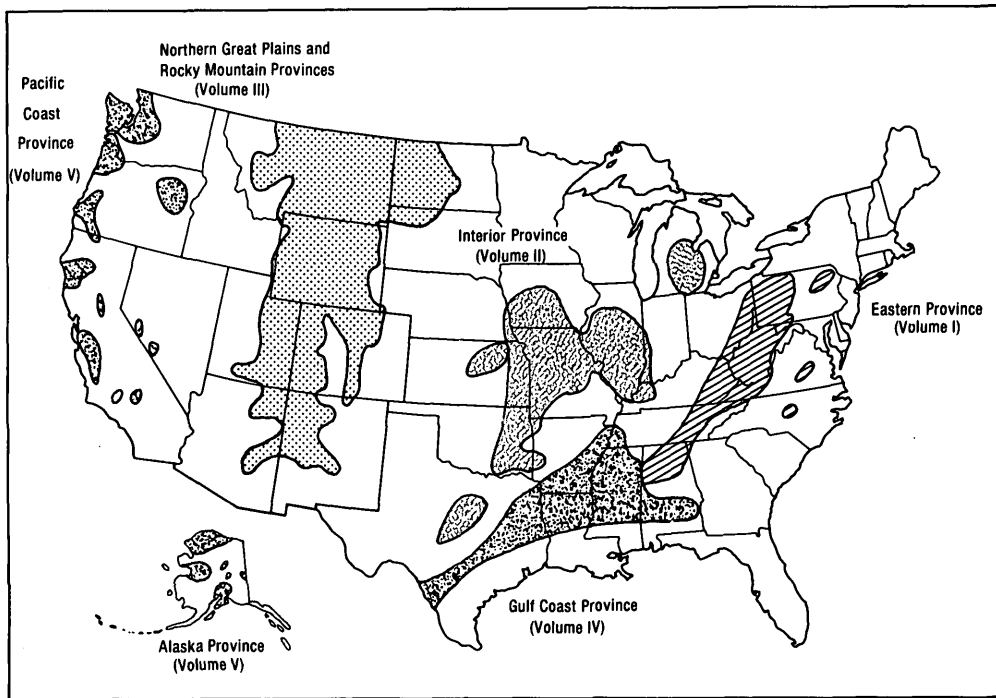 Northern Great Plains and
Rocky Mountain Provinces
(Volume III)
Pacific
Coast
Province
(Volume V)
Interior Province
(Volume II)
Eastern Province
(Volume I)
Gulf Coast Province
(Volume IV)
Alaska Province
(Volume V)